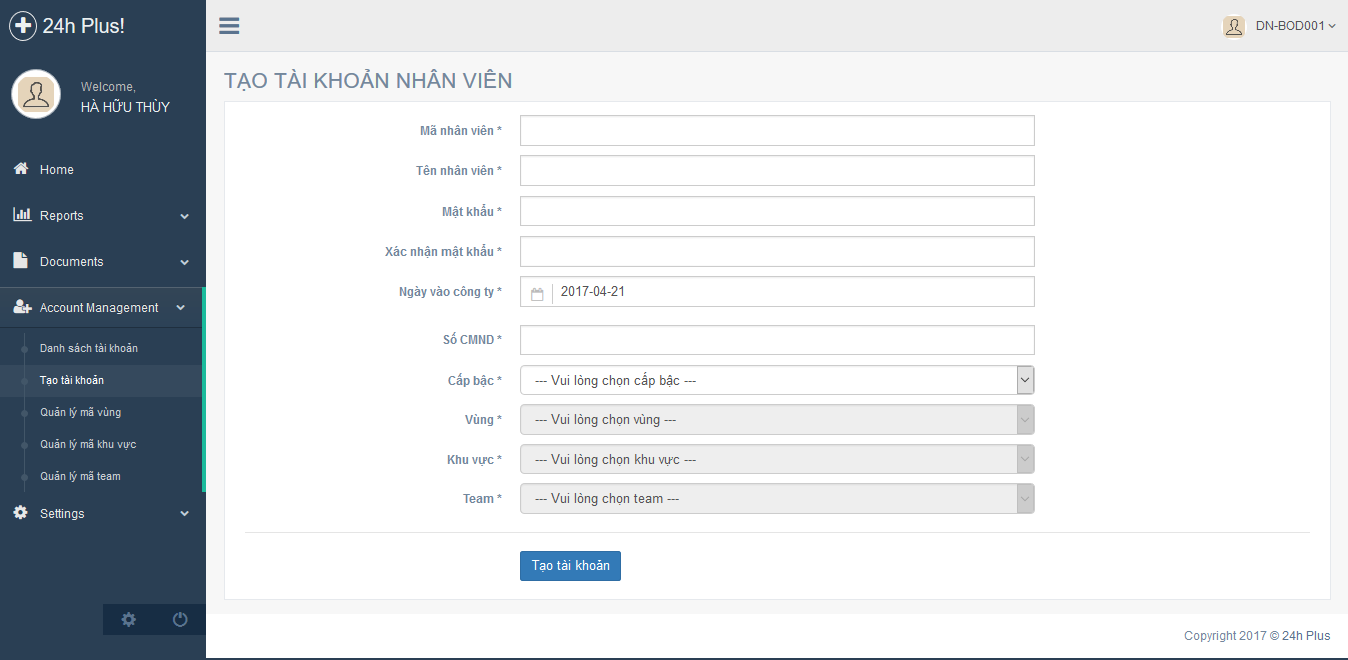 24h Plus!
DN-BOD001
Welcome,
HÀ HỮU THÙY
Home
Reports
Documents
Account Management
Danh sách tài khoản
Tạo tài khoản
Quản lý mã vùng
Quản lý mã khu vực
Quản lý mã team
Settings
TẠO TÀI KHOẢN NHÂN VIÊN
Mã nhân viên *
Tên nhân viên *
Mật khẩu *
Xác nhận mật khẩu *
Ngày vào công ty * 2017-04-21
Số CMND *
Cấp bậc * --- Vui lòng chọn cấp bậc ---
Vùng * --- Vui lòng chọn vùng ---
Khu vực * --- Vui lòng chọn khu vực ---
Team * --- Vui lòng chọn team ---
Tạo tài khoản
Copyright 2017 © 24h Plus